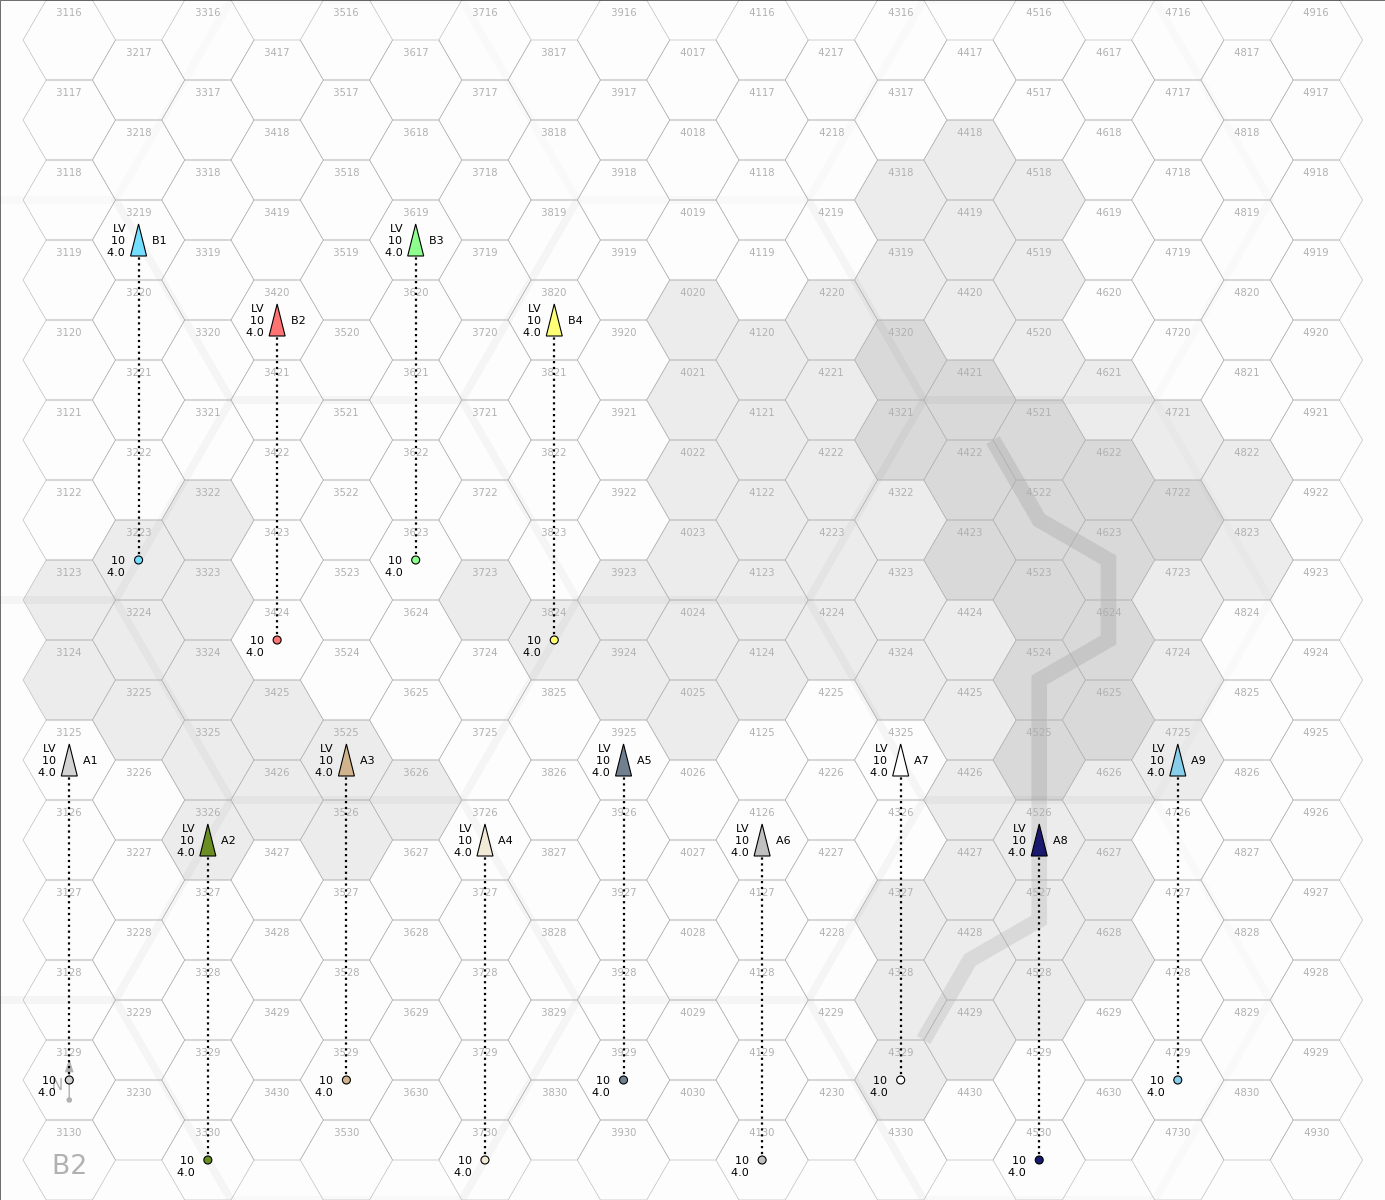 3116 3316 3516 3716 3916 4116 4316 4516 4716 4916
3217 3417 3617 3817 4017 4217 4417 4617 4817
3117 3317 3517 3717 3917 4117 4317 4517 4717 4917
3218 3418 3618 3818 4018 4218 4418 4618 4818
3118 3318 3518 3718 3918 4118 4318 4518 4718 4918
3219 3419 3619 3819 4019 4219 4419 4619 4819
LV LV
10 B1 10 B3
3119 4.0 3319 3519 4.0 3719 3919 4119 4319 4519 4719 4919
3220 3420 3620 3820 4020 4220 4420 4620 4820
LV LV
10 B2 10 B4
3120 3320 4.0 3520 3720 4.0 3920 4120 4320 4520 4720 4920
3221 3421 3621 3821 4021 4221 4421 4621 4821
3121 3321 3521 3721 3921 4121 4321 4521 4721 4921
3222 3422 3622 3822 4022 4222 4422 4622 4822
3122 3322 3522 3722 3922 4122 4322 4522 4722 4922
3223 3423 3623 3823 4023 4223 4423 4623 4823
10 10
3123 4.0 3323 3523 4.0 3723 3923 4123 4323 4523 4723 4923
3224 3424 3624 3824 4024 4224 4424 4624 4824
10 10
3124 3324 4.0 3524 3724 4.0 3924 4124 4324 4524 4724 4924
3225 3425 3625 3825 4025 4225 4425 4625 4825
3125 3325 3525 3725 3925 4125 4325 4525 4725 4925
LV LV LV LV LV
10 A1 10 A3 10 A5 10 A7 10 A9
4.0 3226 3426 4.0 3626 3826 4.0 4026 4226 4.0 4426 4626 4.0 4826
3126 3326 3526 3726 3926 4126 4326 4526 4726 4926
LV LV LV LV
10 A2 10 A4 10 A6 10 A8
3227 4.0 3427 3627 4.0 3827 4027 4.0 4227 4427 4.0 4627 4827
3127 3327 3527 3727 3927 4127 4327 4527 4727 4927
3228 3428 3628 3828 4028 4228 4428 4628 4828
3128 3328 3528 3728 3928 4128 4328 4528 4728 4928
3229 3429 3629 3829 4029 4229 4429 4629 4829
3129 3329 3529 3729 3929 4129 4329 4529 4729 4929
N
10 10 10 10 10
4.0 3230 3430 4.0 3630 3830 4.0 4030 4230 4.0 4430 4630 4.0 4830
3130 3330 3530 3730 3930 4130 4330 4530 4730 4930
B2 10 10 10 10
4.0 4.0 4.0 4.0